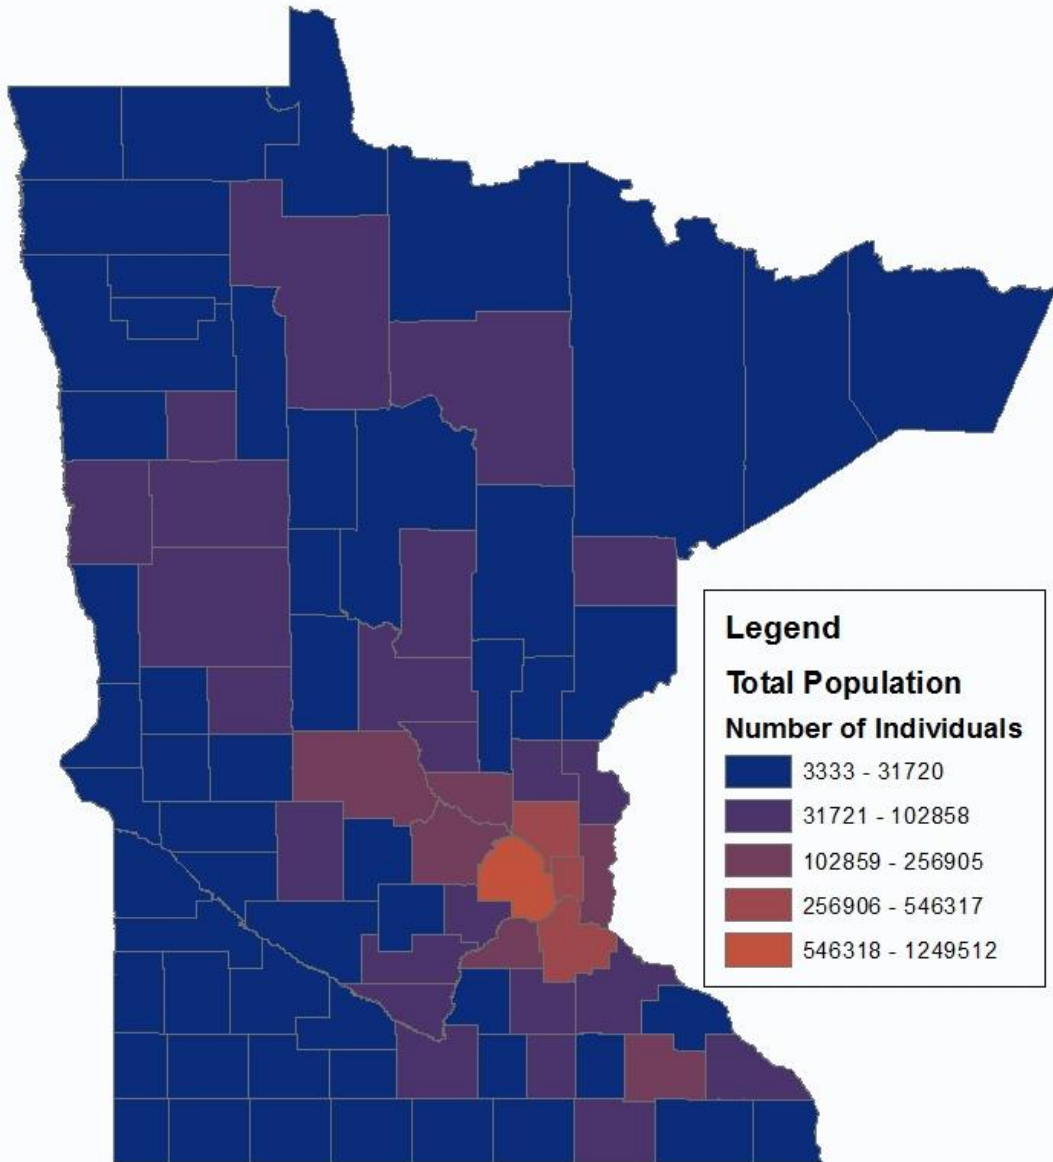 Legend
Total Population
Number of Individuals
3333 - 31720
31721 - 102858
102859 - 256905
256906 - 546317
546318 - 1249512